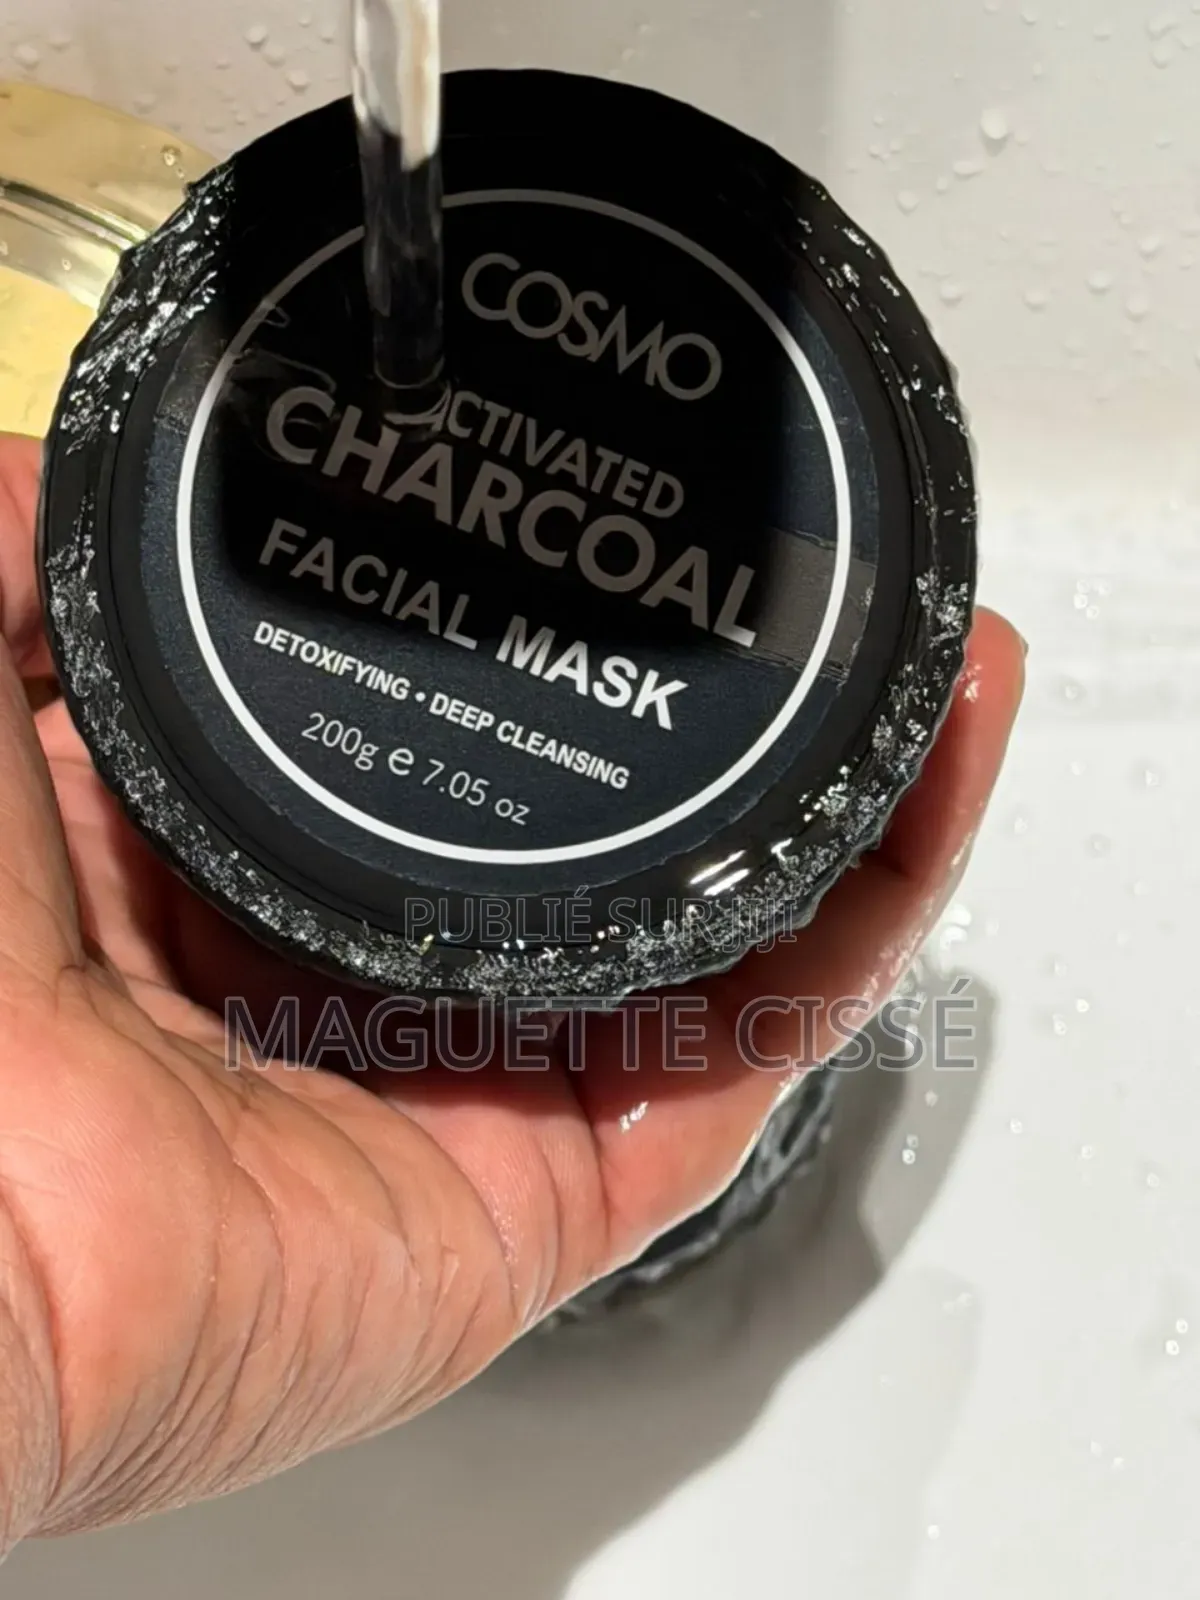 COSMO
ACTIVATED
CHARCOAL
FACIAL MASK
DETOXIFYING • DEEP CLEANSING
200g e 7.05 oz
PUBLIÉ SUR JIJI
MAGUETTE CISSÉ